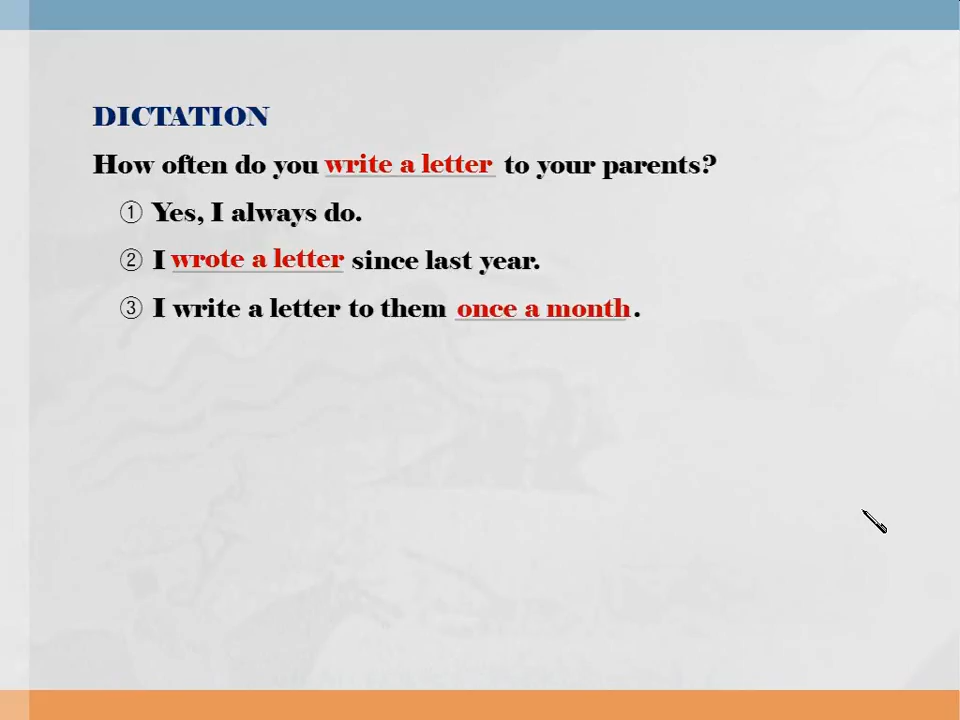 DICTATION
How often do you write a letter to your parents?
① Yes, I always do.
② I wrote a letter since last year.
③ I write a letter to them once a month.